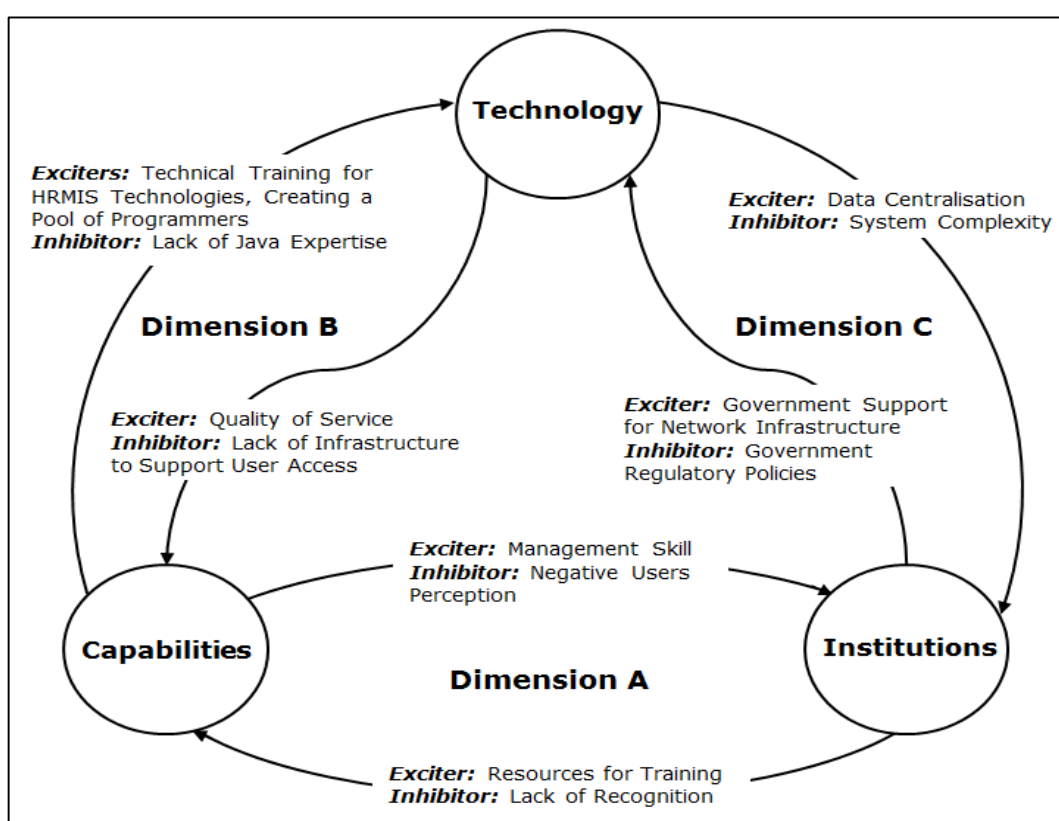 Technology
Exciters: Technical Training for
HRMIS Technologies, Creating a
Pool of Programmers
Inhibitor: Lack of Java Expertise
Exciter: Data Centralisation
Inhibitor: System Complexity
Dimension B
Dimension C
Exciter: Quality of Service
Inhibitor: Lack of Infrastructure
to Support User Access
Exciter: Government Support
for Network Infrastructure
Inhibitor: Government
Regulatory Policies
Exciter: Management Skill
Inhibitor: Negative Users
Perception
Capabilities
Institutions
Dimension A
Exciter: Resources for Training
Inhibitor: Lack of Recognition